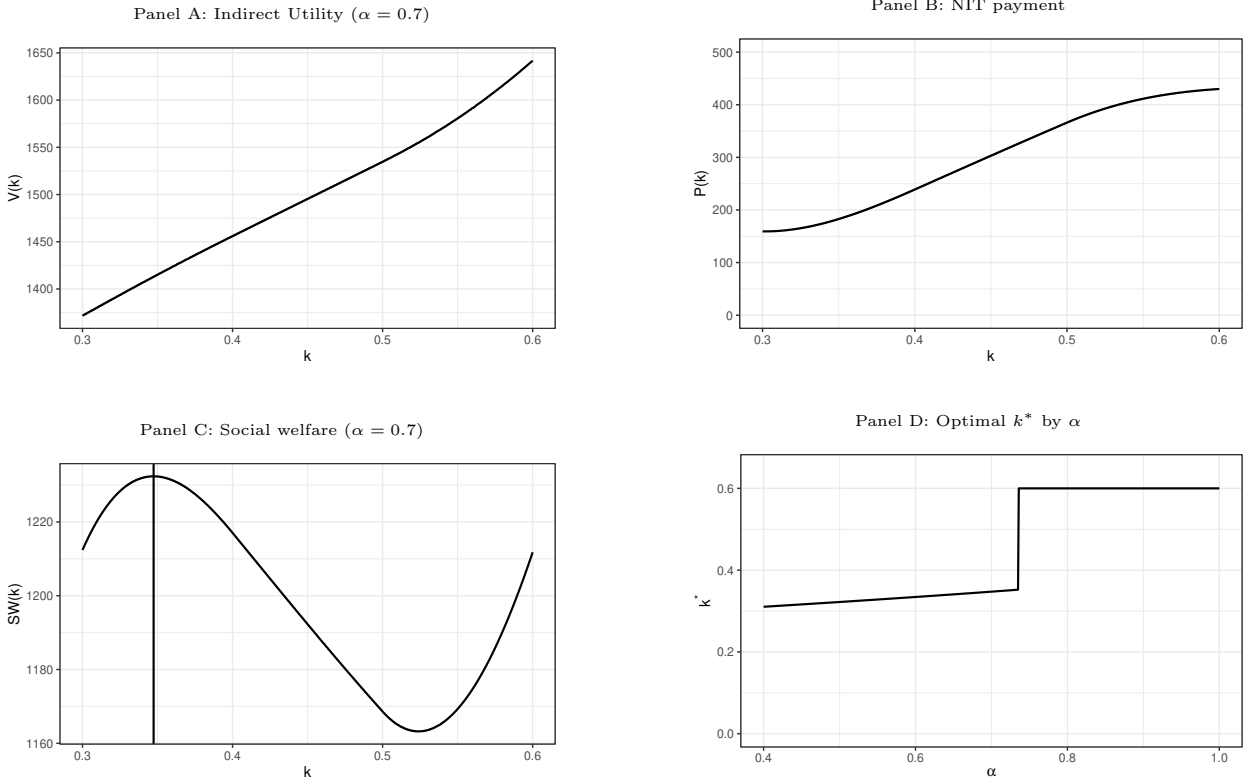 Panel A: Indirect Utility (α = 0.7)
1650
1600
1550
1500
1450
1400
V(k)
0.3 0.4 0.5 0.6
k
Panel B: NIT payment
500
400
300
200
100
0
P(k)
0.3 0.4 0.5 0.6
k
Panel C: Social welfare (α = 0.7)
1220
1200
1180
1160
SW(k)
0.3 0.4 0.5 0.6
k
Panel D: Optimal k* by α
0.6
0.4
0.2
0.0
k*
0.4 0.6 0.8 1.0
α